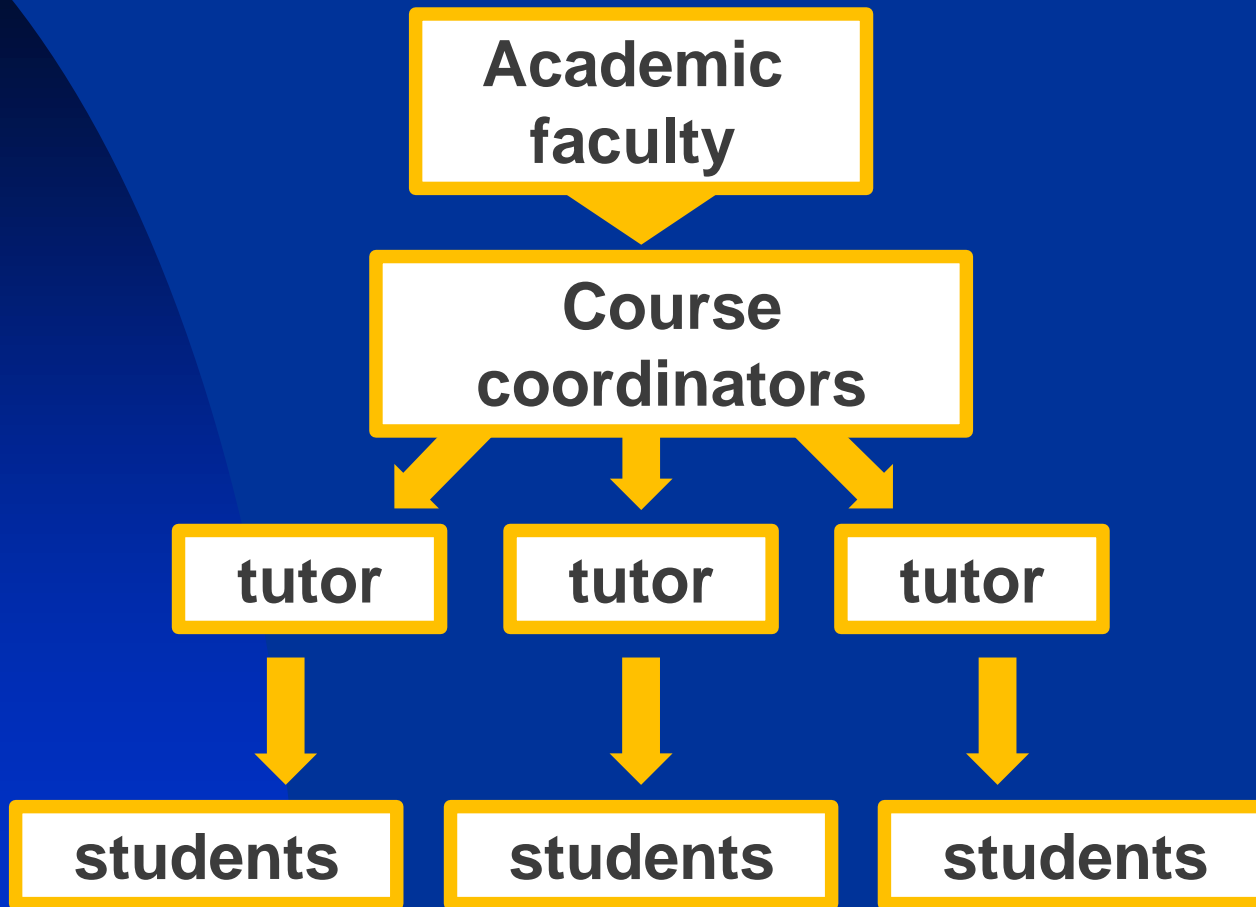 Academic
faculty
Course
coordinators
tutor
tutor
tutor
students
students
students